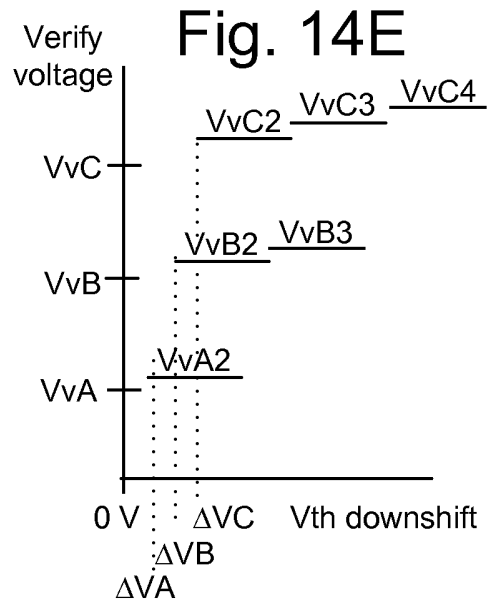 Fig. 14E
Verify
voltage
VvC4
VvC3
VvC2
VvC
VvB3
VvB2
VvB
VvA2
VvA
0 V
ΔVC
Vth downshift
ΔVB
ΔVA